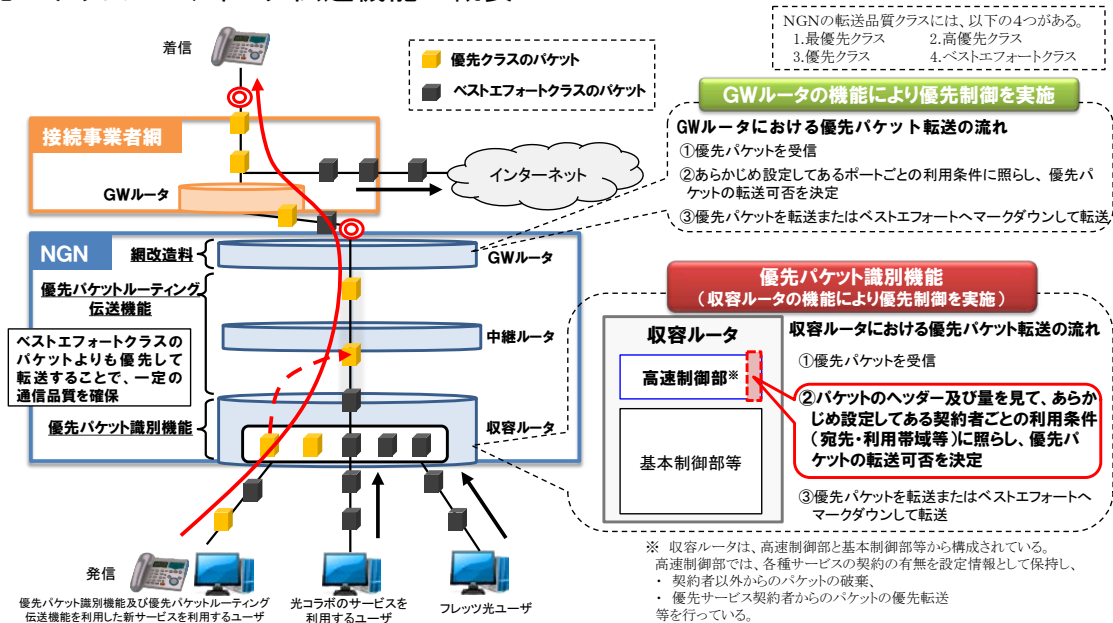 NGNの転送品質クラスには、以下の4つがある。
1.最優先クラス 2.高優先クラス
3.優先クラス 4.ベストエフォートクラス
着信
優先クラスのパケット
ベストエフォートクラスのパケット
接続事業者網
GWルータ
インターネット
GWルータの機能により優先制御を実施
GWルータにおける優先パケット転送の流れ
①優先パケットを受信
②あらかじめ設定してあるポートごとの利用条件に照らし、優先パ
ケットの転送可否を決定
③優先パケットを転送またはベストエフォートへマークダウンして転送
NGN
網改造料
GWルータ
優先パケットルーティング
伝送機能
中継ルータ
ベストエフォートクラスの
パケットよりも優先して
転送することで、一定の
通信品質を確保
優先パケット識別機能
収容ルータ
優先パケット識別機能
（収容ルータの機能により優先制御を実施）
収容ルータ
高速制御部※
基本制御部等
収容ルータにおける優先パケット転送の流れ
①優先パケットを受信
②パケットのヘッダー及び量を見て、あらか
じめ設定してある契約者ごとの利用条件
（宛先・利用帯域等）に照らし、優先パ
ケットの転送可否を決定
③優先パケットを転送またはベストエフォートへ
マークダウンして転送
※ 収容ルータは、高速制御部と基本制御部等から構成されている。
高速制御部では、各種サービスの契約の有無を設定情報として保持し、
・ 契約者以外からのパケットの破棄、
・ 優先サービス契約者からのパケットの優先転送
等を行っている。
発信
優先パケット識別機能及び優先パケットルーティング
伝送機能を利用した新サービスを利用するユーザ
光コラボのサービスを
利用するユーザ
フレッツ光ユーザ